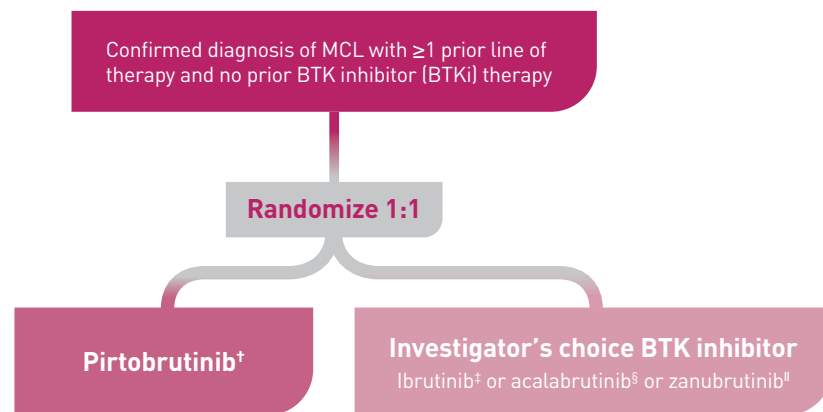 Confirmed diagnosis of MCL with ≥1 prior line of
therapy and no prior BTK inhibitor (BTKi) therapy
Randomize 1:1
Pirtobrutinib†
Investigator’s choice BTK inhibitor
Ibrutinib‡ or acalabrutinib§ or zanubrutinib‖